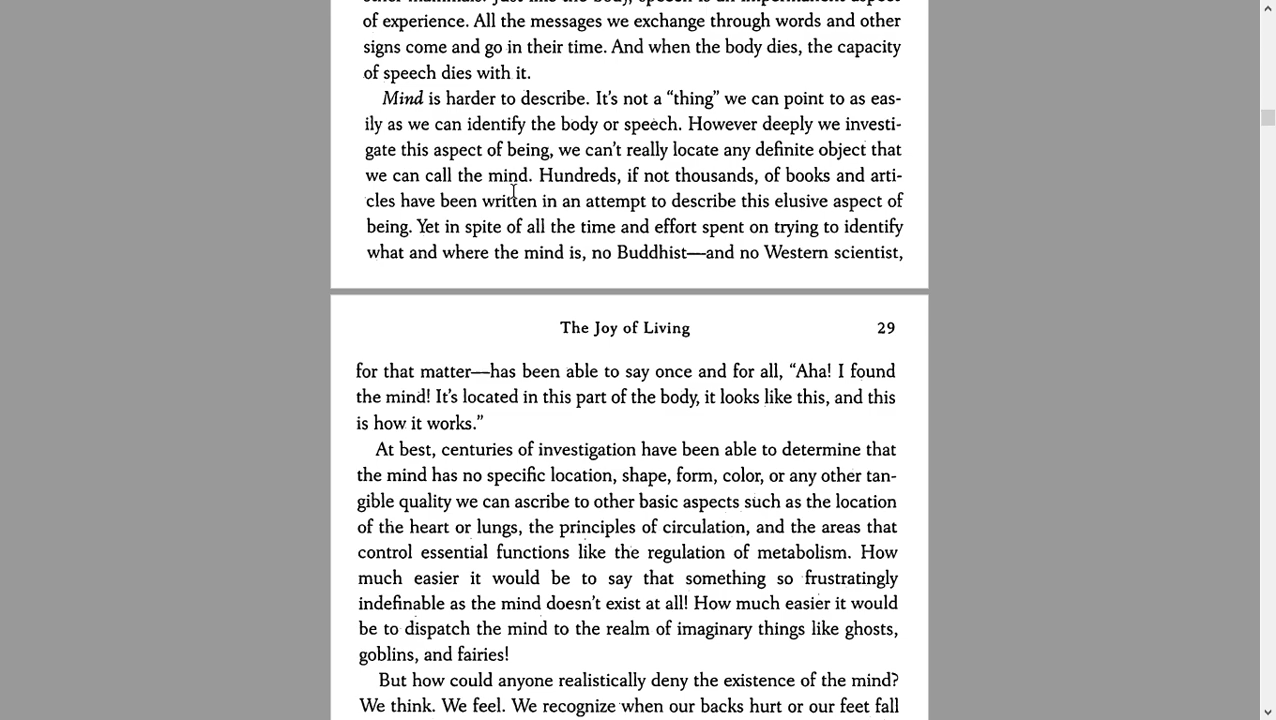 of experience. All the messages we exchange through words and other
signs come and go in their time. And when the body dies, the capacity
of speech dies with it.
Mind is harder to describe. It's not a “thing” we can point to as eas-
ily as we can identify the body or speech. However deeply we investi-
gate this aspect of being, we can't really locate any definite object that
we can call the mind. Hundreds, if not thousands, of books and arti-
cles have been written in an attempt to describe this elusive aspect of
being. Yet in spite of all the time and effort spent on trying to identify
what and where the mind is, no Buddhist—and no Western scientist,
The Joy of Living 29
for that matter—has been able to say once and for all, “Aha! I found
the mind! It's located in this part of the body, it looks like this, and this
is how it works.”
At best, centuries of investigation have been able to determine that
the mind has no specific location, shape, form, color, or any other tan-
gible quality we can ascribe to other basic aspects such as the location
of the heart or lungs, the principles of circulation, and the areas that
control essential functions like the regulation of metabolism. How
much easier it would be to say that something so frustratingly
indefinable as the mind doesn't exist at all! How much easier it would
be to dispatch the mind to the realm of imaginary things like ghosts,
goblins, and fairies!
But how could anyone realistically deny the existence of the mind?
We think. We feel. We recognize when our backs hurt or our feet fall